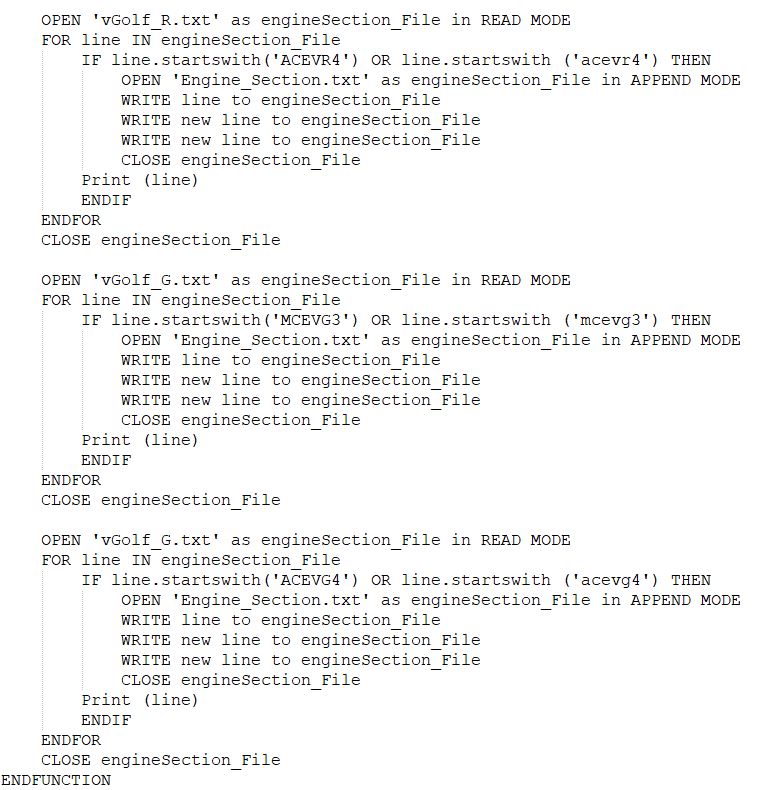 OPEN 'vGolf_R.txt' as engineSection_File in READ MODE
FOR line IN engineSection_File
IF line.startswith('ACEVR4') OR line.startswith ('acevr4') THEN
OPEN 'Engine_Section.txt' as engineSection_File in APPEND MODE
WRITE line to engineSection_File
WRITE new line to engineSection_File
WRITE new line to engineSection_File
CLOSE engineSection_File
Print (line)
ENDIF
ENDFOR
CLOSE engineSection_File
OPEN 'vGolf_G.txt' as engineSection_File in READ MODE
FOR line IN engineSection_File
IF line.startswith('MCEVG3') OR line.startswith ('mcevg3') THEN
OPEN 'Engine_Section.txt' as engineSection_File in APPEND MODE
WRITE line to engineSection_File
WRITE new line to engineSection_File
WRITE new line to engineSection_File
CLOSE engineSection_File
Print (line)
ENDIF
ENDFOR
CLOSE engineSection_File
OPEN 'vGolf_G.txt' as engineSection_File in READ MODE
FOR line IN engineSection_File
IF line.startswith('ACEVG4') OR line.startswith ('acevg4') THEN
OPEN 'Engine_Section.txt' as engineSection_File in APPEND MODE
WRITE line to engineSection_File
WRITE new line to engineSection_File
WRITE new line to engineSection_File
CLOSE engineSection_File
Print (line)
ENDIF
ENDFOR
CLOSE engineSection_File
ENDFUNCTION